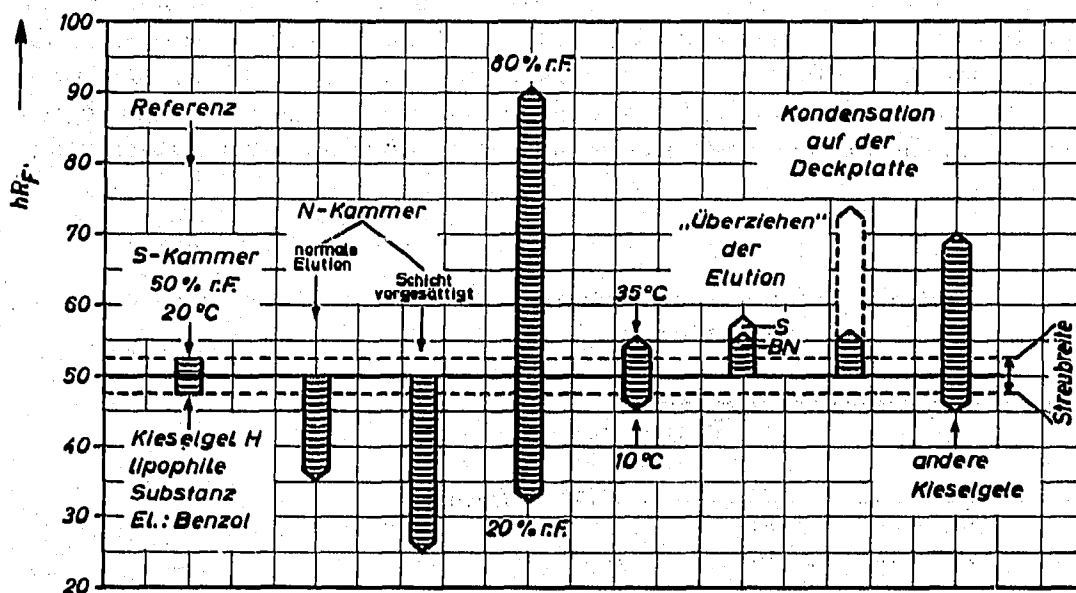 100
90
80
70
60
50
40
30
20
hRF.
Referenz
S-Kammer
50% r.F.
20°C
Kieselgel H
lipophile
Substanz
El.: Benzol
N-Kammer
normale
Elution
Schicht
vorgesättigt
80% r.F.
20% r.F.
35°C
10°C
„Überziehen"
der
Elution
S
BN
Kondensation
auf der
Deckplatte
andere
Kieselgele
Streubreite